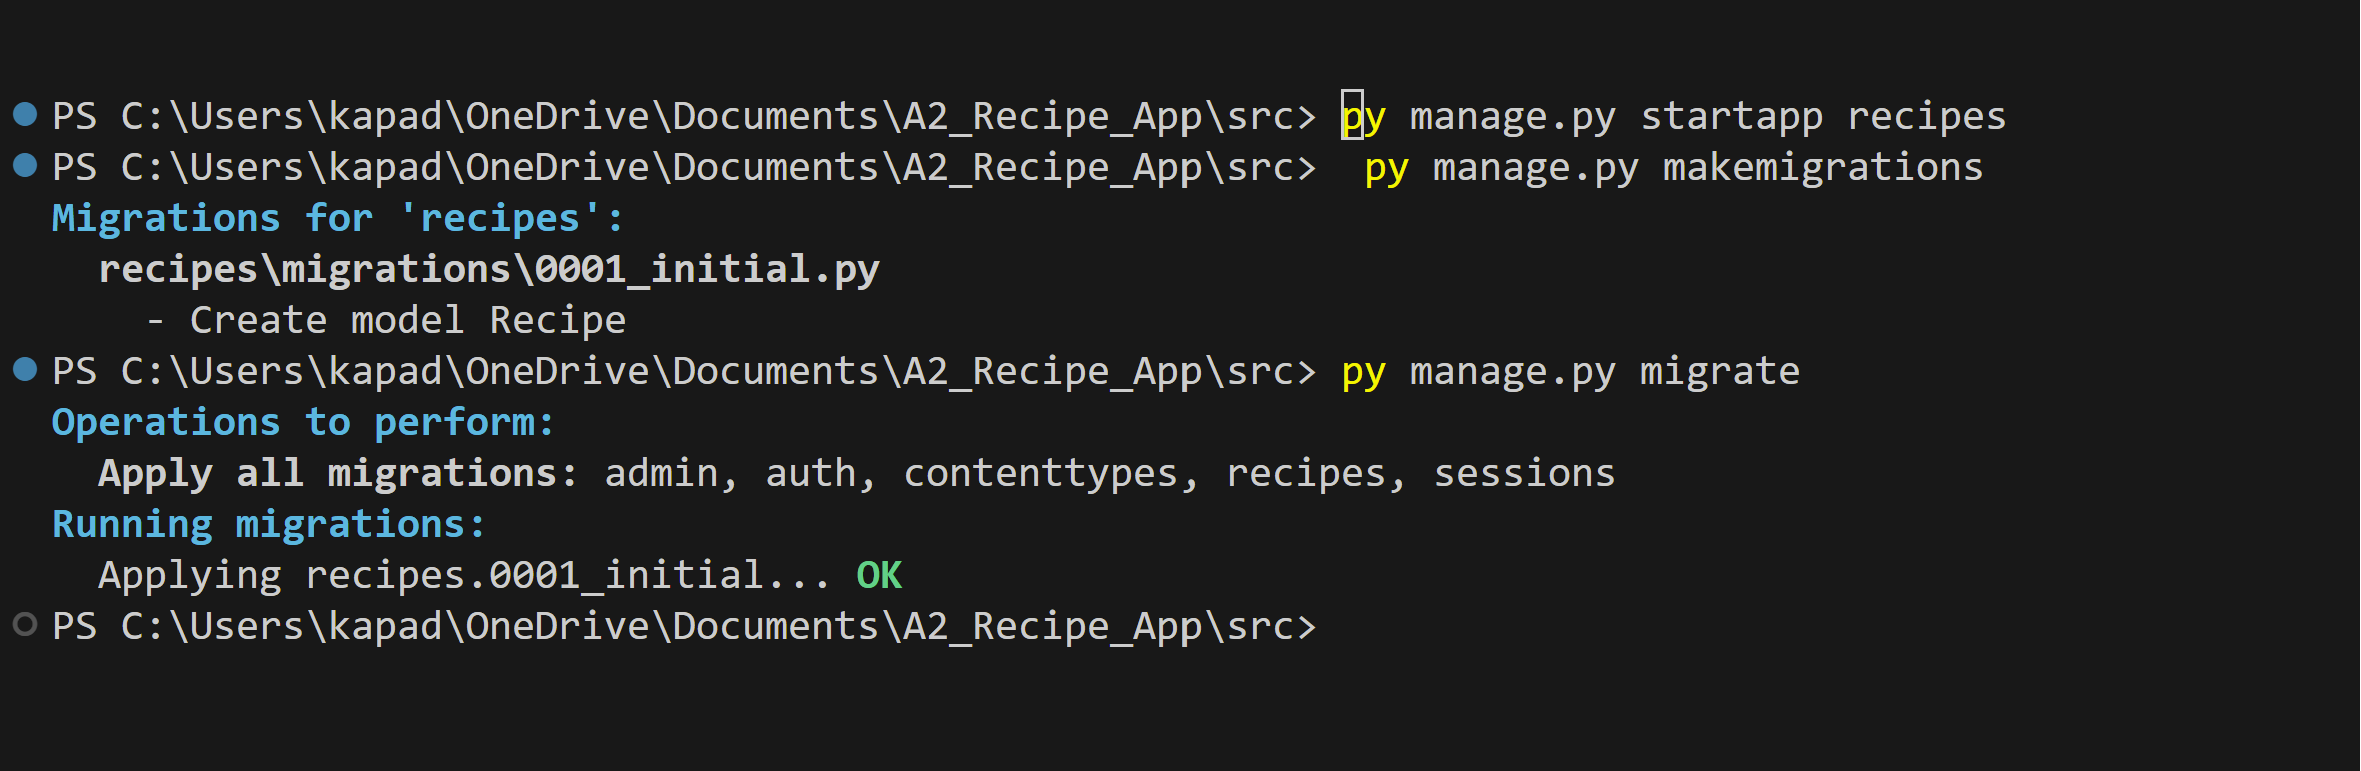 PS C:\Users\kapad\OneDrive\Documents\A2_Recipe_App\src> py manage.py startapp recipes
PS C:\Users\kapad\OneDrive\Documents\A2_Recipe_App\src>  py manage.py makemigrations
Migrations for 'recipes':
  recipes\migrations\0001_initial.py
    - Create model Recipe
PS C:\Users\kapad\OneDrive\Documents\A2_Recipe_App\src> py manage.py migrate
Operations to perform:
  Apply all migrations: admin, auth, contenttypes, recipes, sessions
Running migrations:
  Applying recipes.0001_initial... OK
PS C:\Users\kapad\OneDrive\Documents\A2_Recipe_App\src>